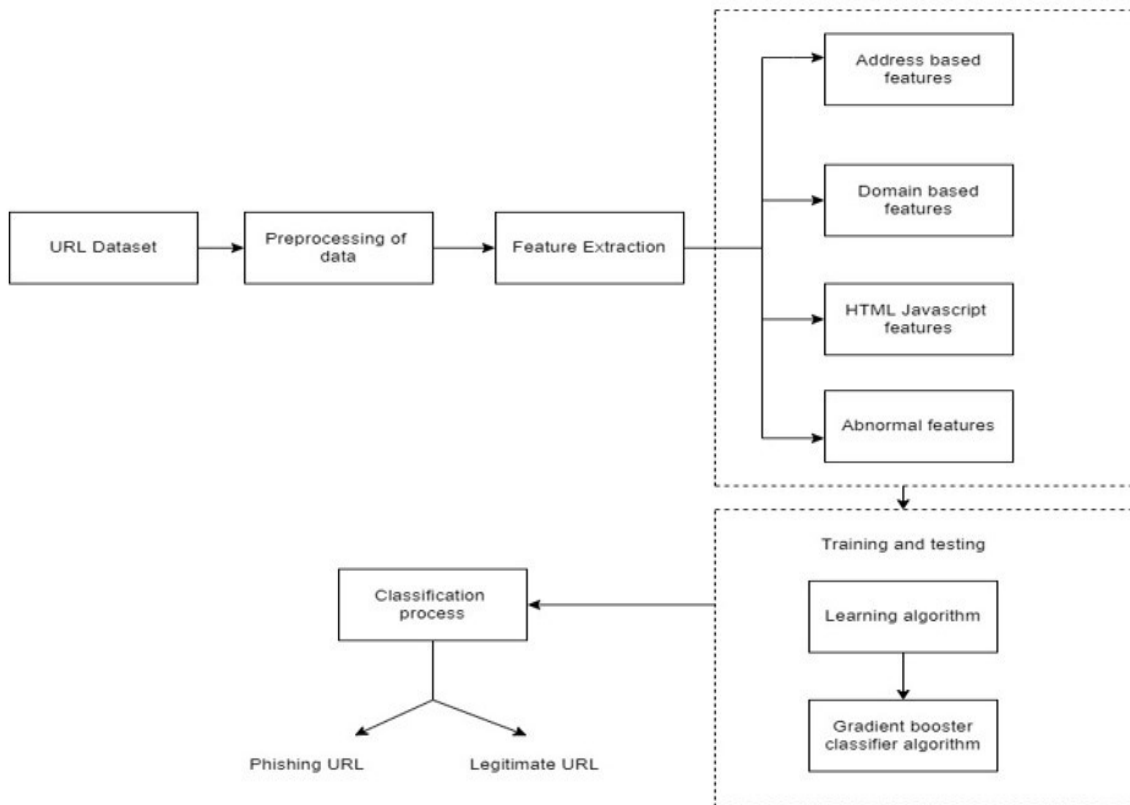 URL Dataset
Preprocessing of
data
Feature Extraction
Address based
features
Domain based
features
HTML Javascript
features
Abnormal features
Training and testing
Learning algorithm
Gradient booster
classifier algorithm
Classification
process
Phishing URL
Legitimate URL